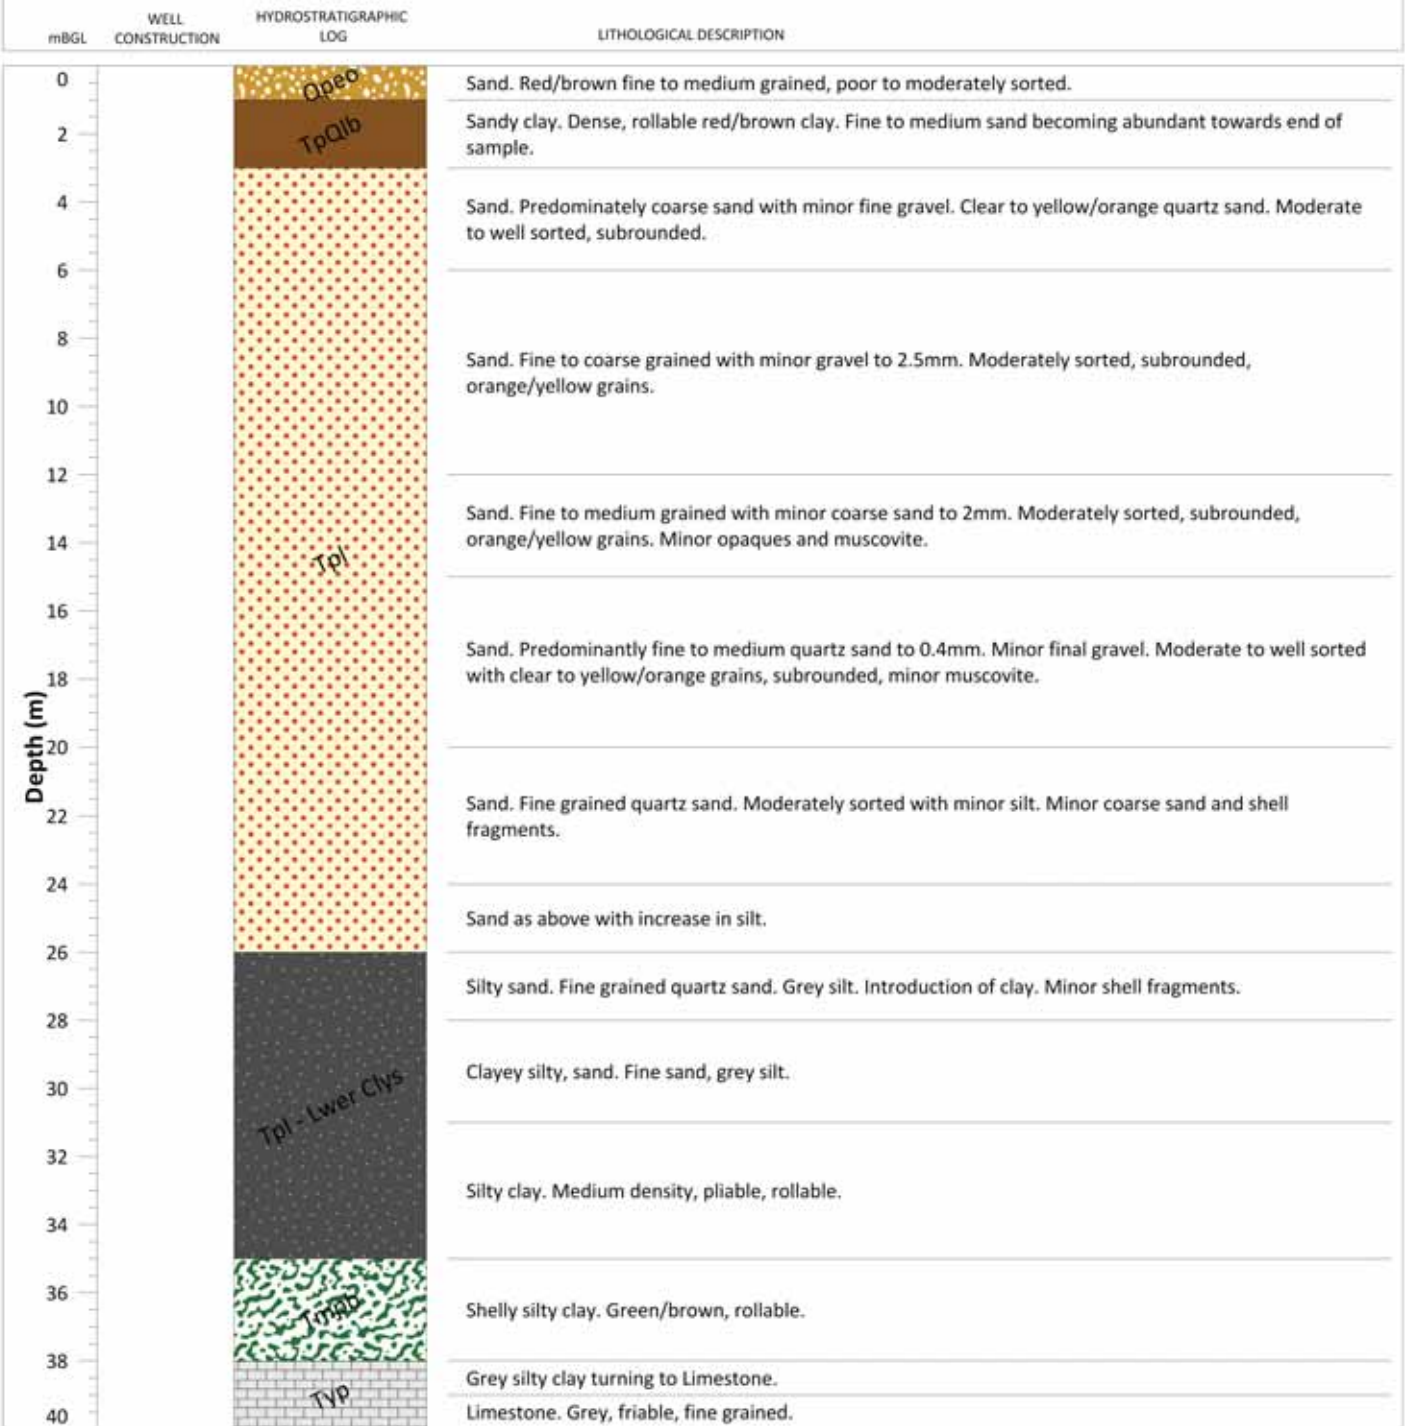 mBGL
WELL
CONSTRUCTION
HYDROSTRATIGRAPHIC
LOG
LITHOLOGICAL DESCRIPTION
0
Qpeo
Sand. Red/brown fine to medium grained, poor to moderately sorted.
2
TpQlb
Sandy clay. Dense, rollable red/brown clay. Fine to medium sand becoming abundant towards end of
sample.
4
Sand. Predominately coarse sand with minor fine gravel. Clear to yellow/orange quartz sand. Moderate
to well sorted, subrounded.
6
8
Sand. Fine to coarse grained with minor gravel to 2.5mm. Moderately sorted, subrounded,
orange/yellow grains.
10
12
Sand. Fine to medium grained with minor coarse sand to 2mm. Moderately sorted, subrounded,
orange/yellow grains. Minor opaques and muscovite.
14
Tpl
16
Sand. Predominantly fine to medium quartz sand to 0.4mm. Minor final gravel. Moderate to well sorted
with clear to yellow/orange grains, subrounded, minor muscovite.
18
Depth (m)
20
Sand. Fine grained quartz sand. Moderately sorted with minor silt. Minor coarse sand and shell
fragments.
22
24
Sand as above with increase in silt.
26
Silty sand. Fine grained quartz sand. Grey silt. Introduction of clay. Minor shell fragments.
28
Clayey silty, sand. Fine sand, grey silt.
30
Tpl - Lwer Clys
32
Silty clay. Medium density, pliable, rollable.
34
36
Tmpb
Shelly silty clay. Green/brown, rollable.
38
Grey silty clay turning to Limestone.
Typ
40
Limestone. Grey, friable, fine grained.